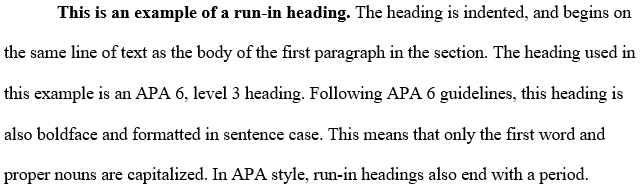 This is an example of a run-in heading. The heading is indented, and begins on
the same line of text as the body of the first paragraph in the section. The heading used in
this example is an APA 6, level 3 heading. Following APA 6 guidelines, this heading is
also boldface and formatted in sentence case. This means that only the first word and
proper nouns are capitalized. In APA style, run-in headings also end with a period.